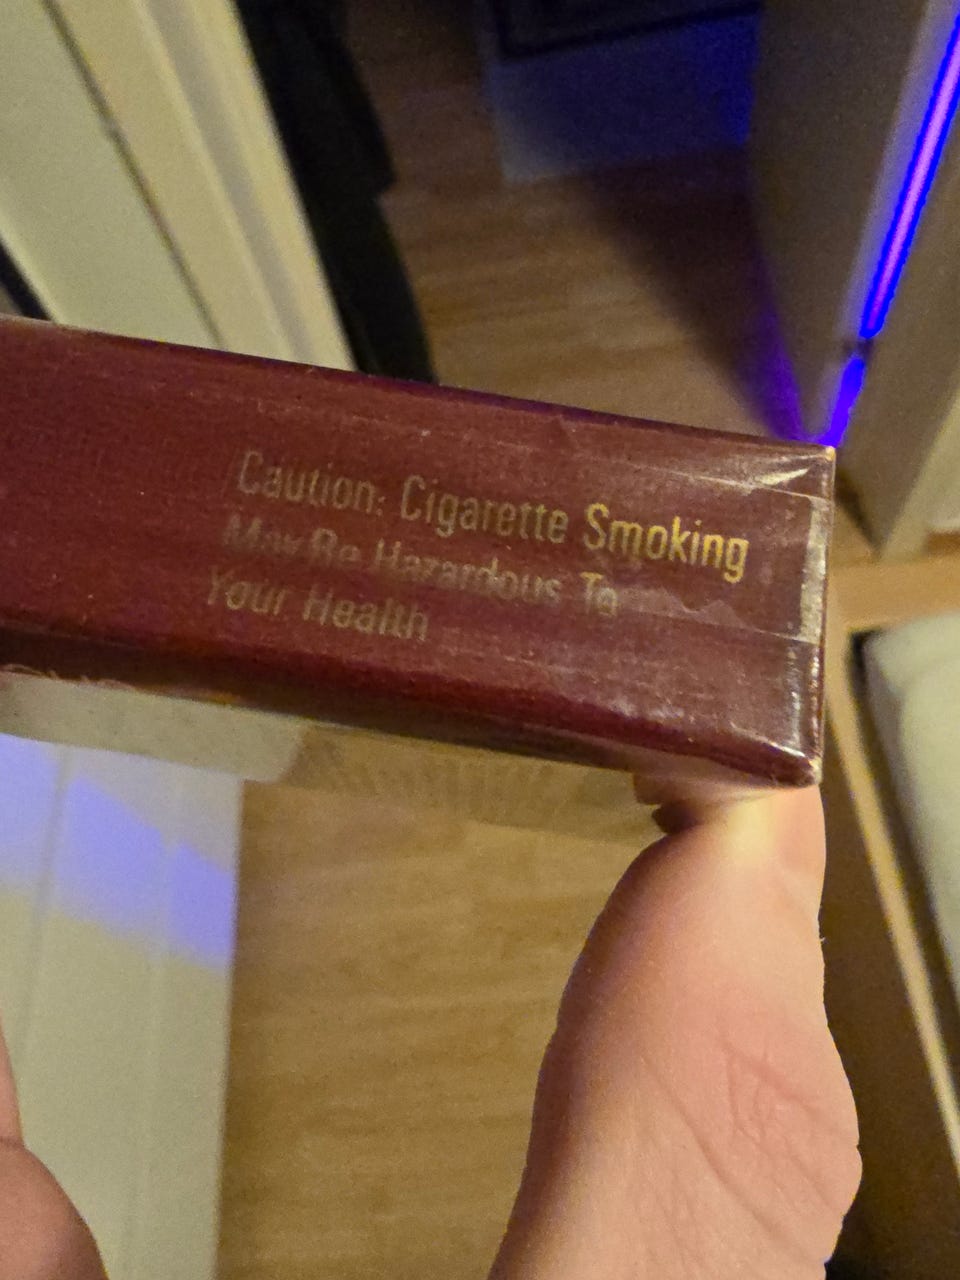 Caution: Cigarette Smoking
May Be Hazardous To
Your Health